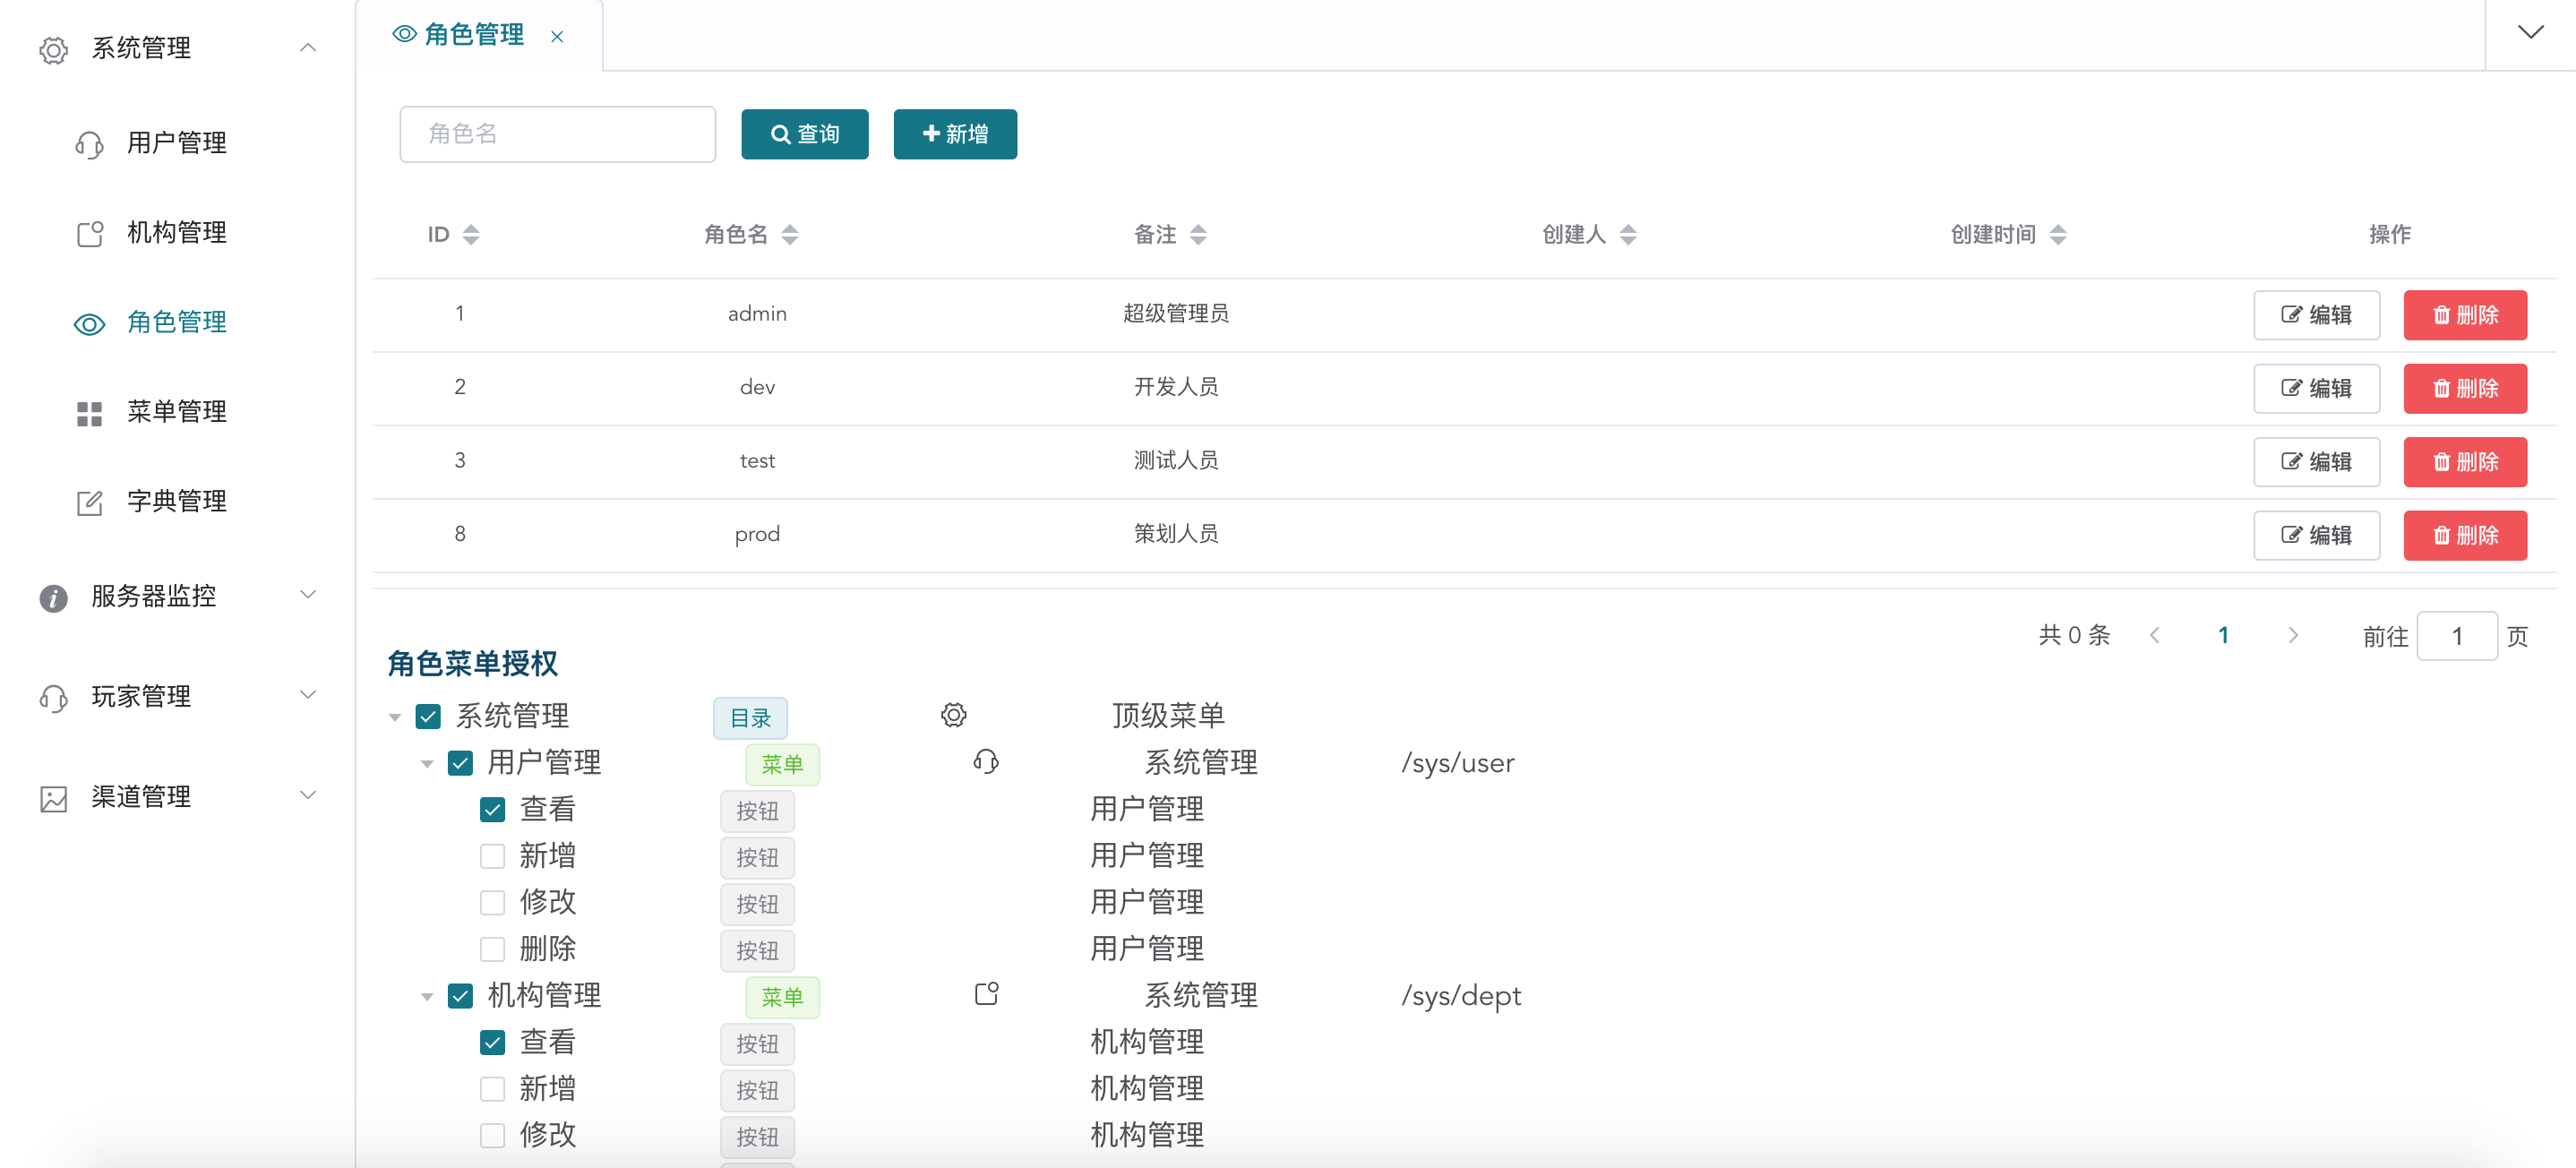 系统管理
用户管理
机构管理
角色管理
菜单管理
字典管理
服务器监控
玩家管理
渠道管理
角色管理
角色名 查询 新增
ID 角色名 备注 创建人 创建时间 操作
1 admin 超级管理员 编辑 删除
2 dev 开发人员 编辑 删除
3 test 测试人员 编辑 删除
8 prod 策划人员 编辑 删除
共 0 条 1 前往 1 页
角色菜单授权
系统管理 目录 顶级菜单
用户管理 菜单 系统管理 /sys/user
查看 按钮 用户管理
新增 按钮 用户管理
修改 按钮 用户管理
删除 按钮 用户管理
机构管理 菜单 系统管理 /sys/dept
查看 按钮 机构管理
新增 按钮 机构管理
修改 按钮 机构管理